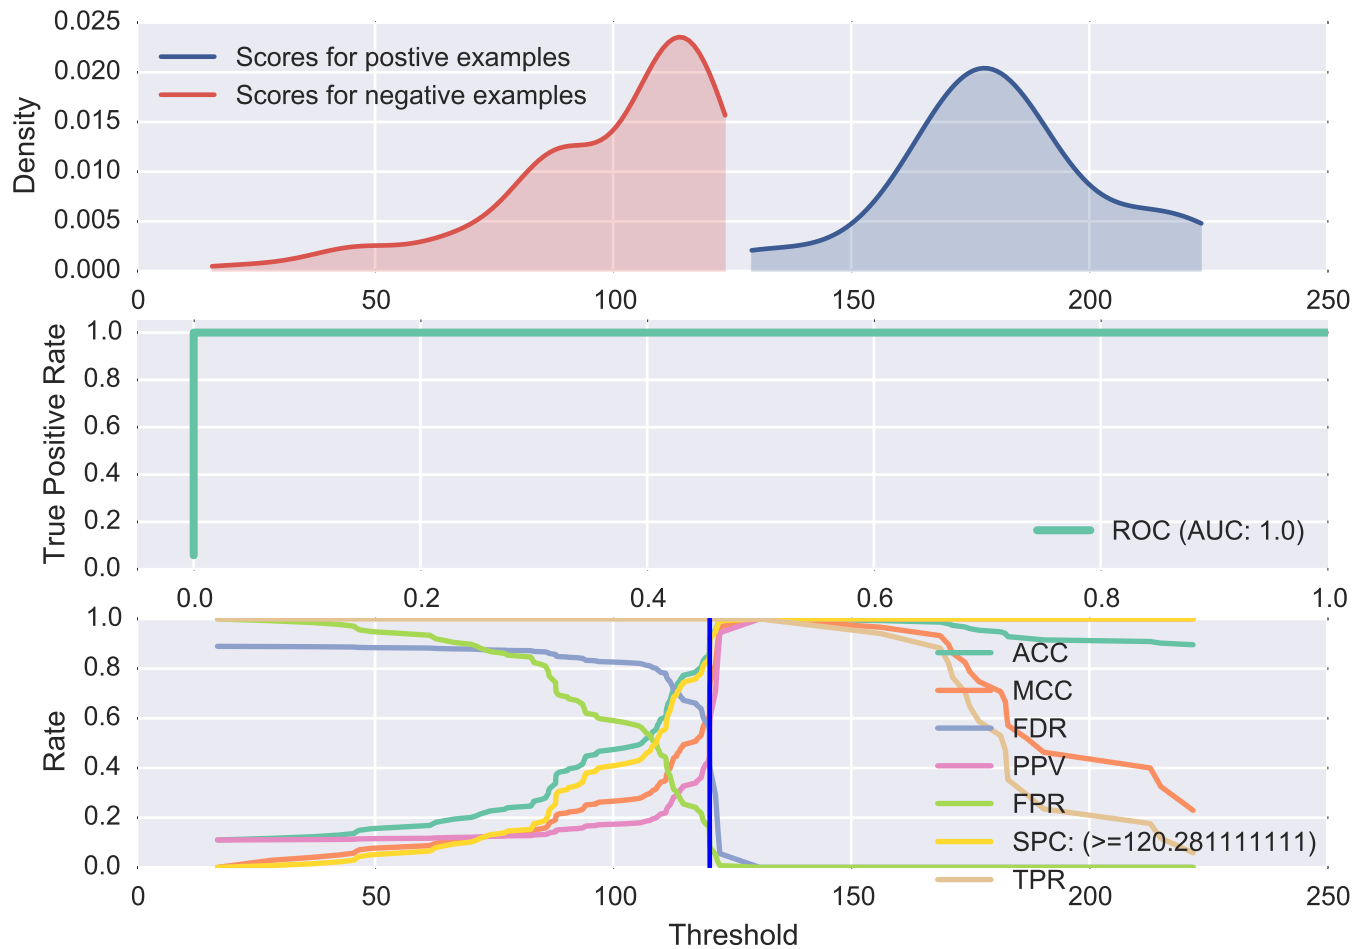 0.025
0.020
0.015
0.010
0.005
0.000
Density
Scores for postive examples
Scores for negative examples
0 50 100 150 200 250
1.0
0.8
0.6
0.4
0.2
0.0
True Positive Rate
ROC (AUC: 1.0)
0.0 0.2 0.4 0.6 0.8 1.0
1.0
0.8
0.6
0.4
0.2
0.0
Rate
ACC
MCC
FDR
PPV
FPR
SPC: (>=120.281111111)
TPR
0 50 100 150 200 250
Threshold